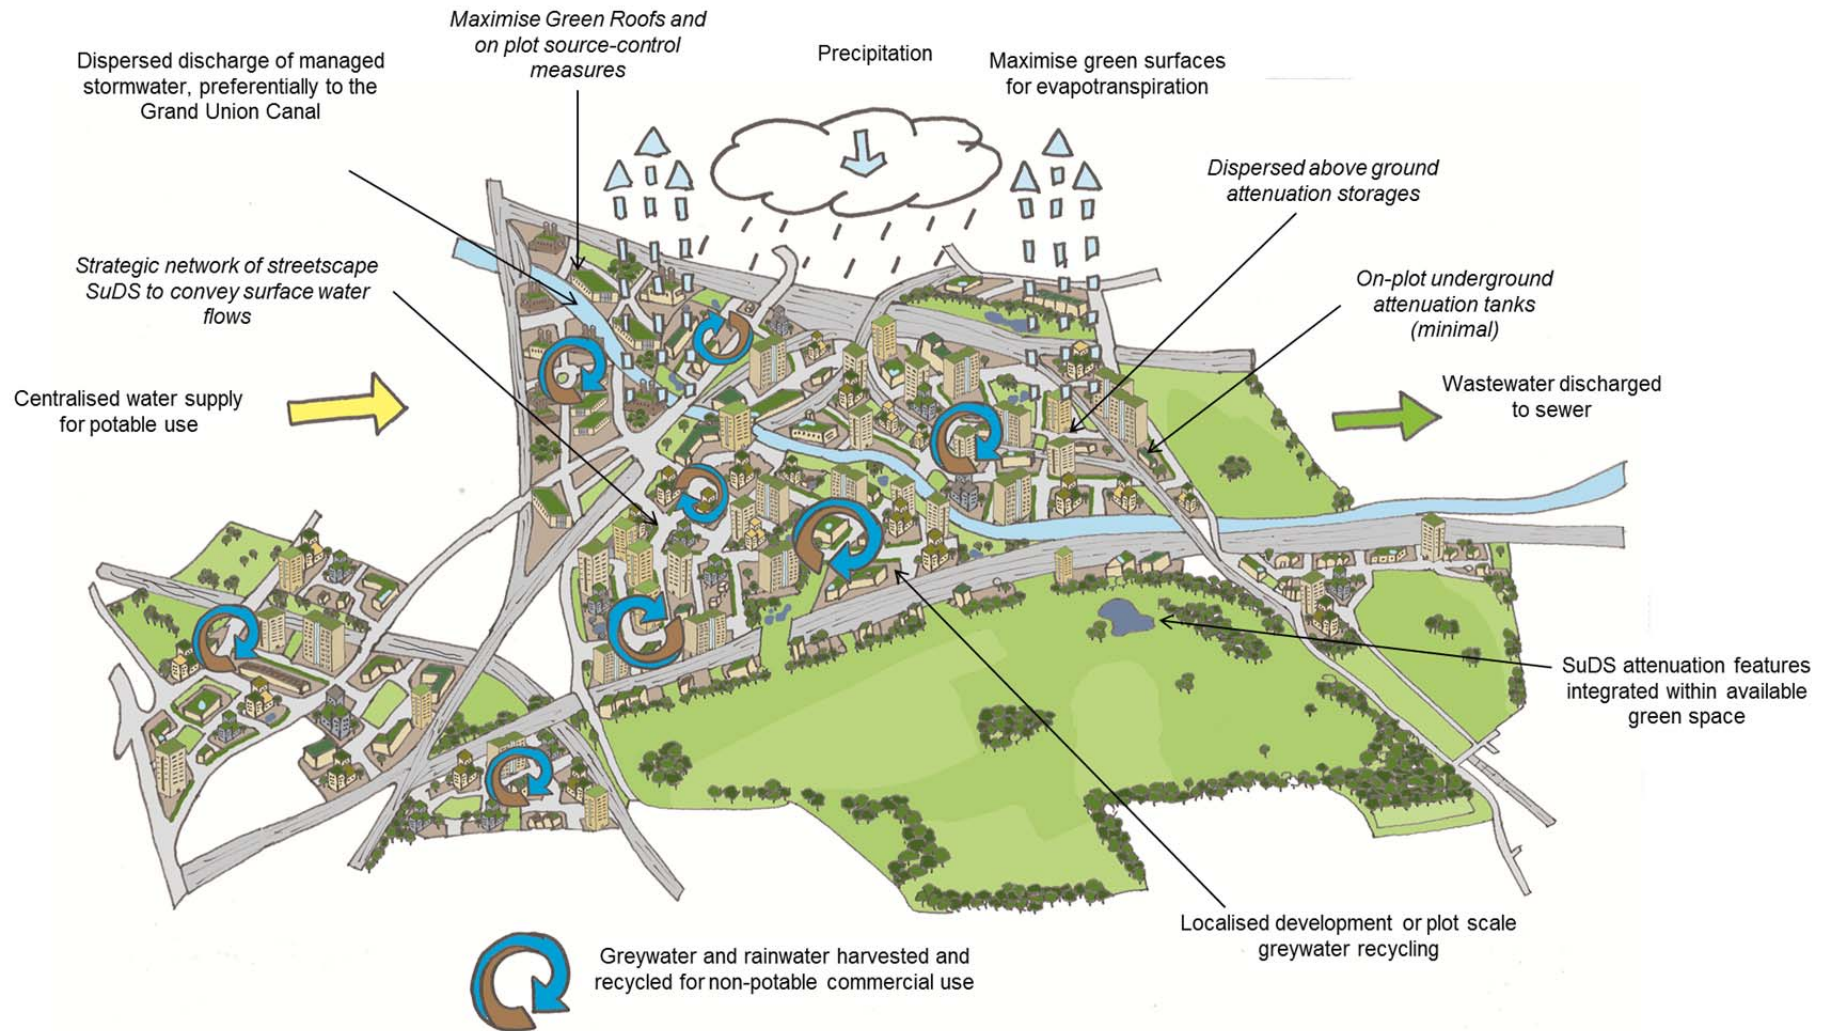 Maximise Green Roofs and
on plot source-control
measures
Dispersed discharge of managed
stormwater, preferentially to the
Grand Union Canal
Precipitation
Maximise green surfaces
for evapotranspiration
Dispersed above ground
attenuation storages
Strategic network of streetscape
SuDS to convey surface water
flows
On-plot underground
attenuation tanks
(minimal)
Centralised water supply
for potable use
Wastewater discharged
to sewer
SuDS attenuation features
integrated within available
green space
Localised development or plot scale
greywater recycling
Greywater and rainwater harvested and
recycled for non-potable commercial use